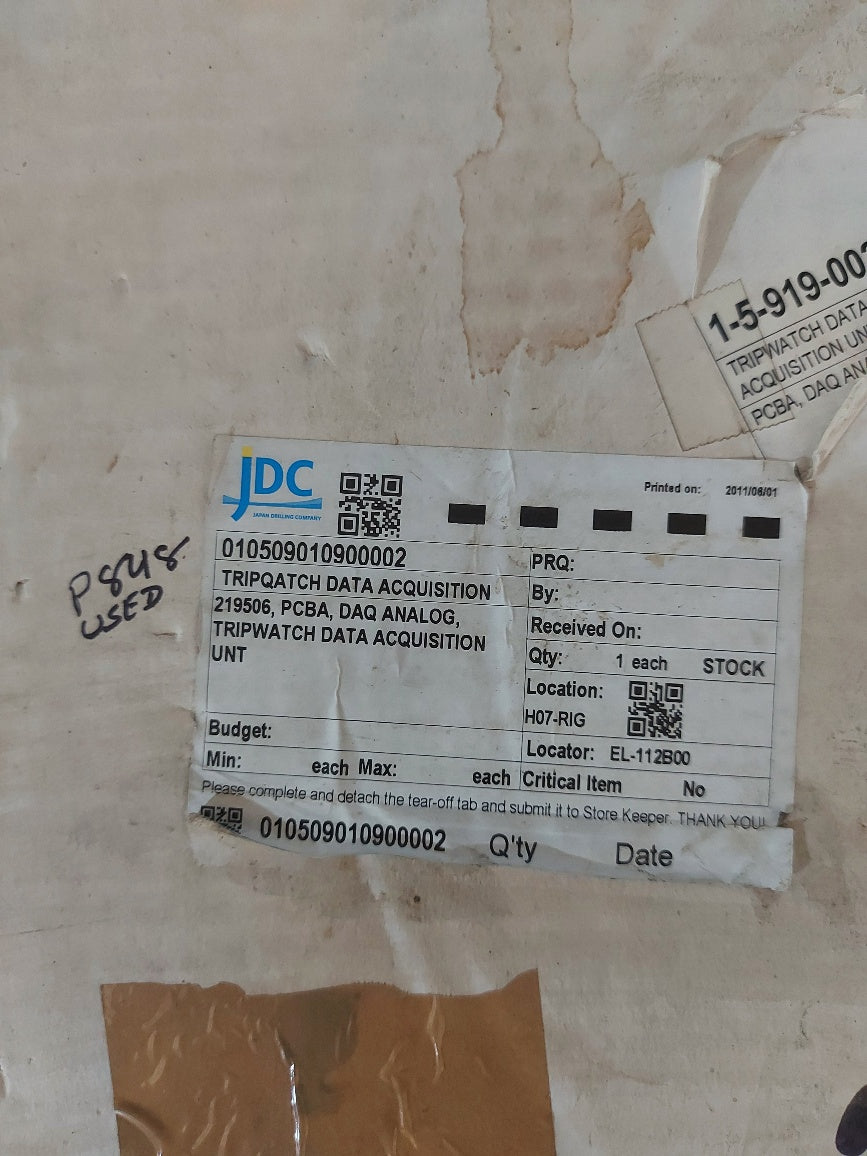 1-5-919-00
TRIPWATCH DATA
ACQUISITION UN
PCBA, DAQ ANA
JDC
JAPAN DRILLING COMPANY
Printed on: 2011/06/01
010509010900002
TRIPQATCH DATA ACQUISITION
219506, PCBA, DAQ ANALOG,
TRIPWATCH DATA ACQUISITION
UNT
Budget:
Min: each Max: each
PRQ:
By:
Received On:
Qty: 1 each STOCK
Location:
H07-RIG
Locator: EL-112B00
Critical Item No
Please complete and detach the tear-off tab and submit it to Store Keeper. THANK YOU!
010509010900002 Q'ty Date
USED